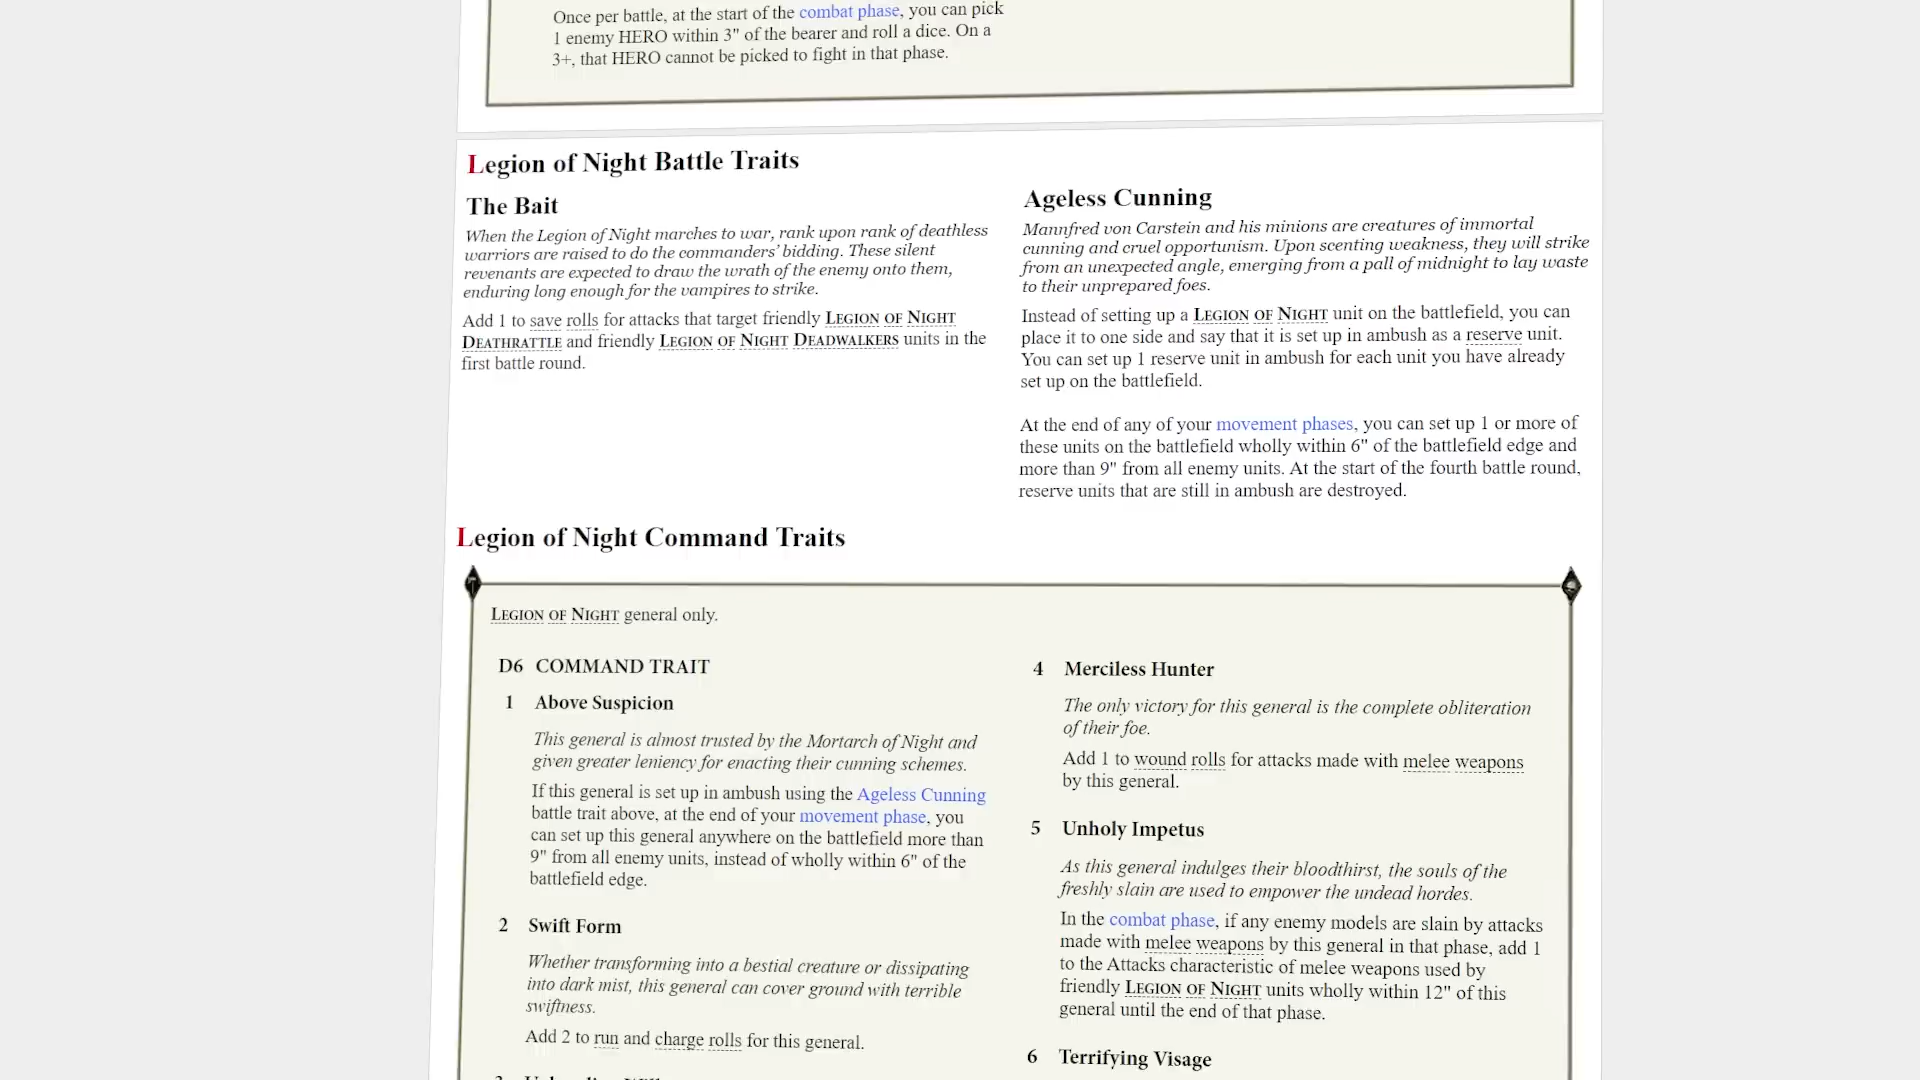 Once per battle, at the start of the combat phase, you can pick
1 enemy HERO within 3" of the bearer and roll a dice. On a
3+, that HERO cannot be picked to fight in that phase.
Legion of Night Battle Traits
The Bait
When the Legion of Night marches to war, rank upon rank of deathless
warriors are raised to do the commanders' bidding. These silent
revenants are expected to draw the wrath of the enemy onto them,
enduring long enough for the vampires to strike.
Add 1 to save rolls for attacks that target friendly LEGION OF NIGHT
DEATHRATTLE and friendly LEGION OF NIGHT DEADWALKERS units in the
first battle round.
Ageless Cunning
Mannfred von Carstein and his minions are creatures of immortal
cunning and cruel opportunism. Upon scenting weakness, they will strike
from an unexpected angle, emerging from a pall of midnight to lay waste
to their unprepared foes.
Instead of setting up a LEGION OF NIGHT unit on the battlefield, you can
place it to one side and say that it is set up in ambush as a reserve unit.
You can set up 1 reserve unit in ambush for each unit you have already
set up on the battlefield.
At the end of any of your movement phases, you can set up 1 or more of
these units on the battlefield wholly within 6" of the battlefield edge and
more than 9" from all enemy units. At the start of the fourth battle round,
reserve units that are still in ambush are destroyed.
Legion of Night Command Traits
LEGION OF NIGHT general only.
D6 COMMAND TRAIT
1 Above Suspicion
This general is almost trusted by the Mortarch of Night and
given greater leniency for enacting their cunning schemes.
If this general is set up in ambush using the Ageless Cunning
battle trait above, at the end of your movement phase, you
can set up this general anywhere on the battlefield more than
9" from all enemy units, instead of wholly within 6" of the
battlefield edge.
2 Swift Form
Whether transforming into a bestial creature or dissipating
into dark mist, this general can cover ground with terrible
swiftness.
Add 2 to run and charge rolls for this general.
4 Merciless Hunter
The only victory for this general is the complete obliteration
of their foe.
Add 1 to wound rolls for attacks made with melee weapons
by this general.
5 Unholy Impetus
As this general indulges their bloodthirst, the souls of the
freshly slain are used to empower the undead hordes.
In the combat phase, if any enemy models are slain by attacks
made with melee weapons by this general in that phase, add 1
to the Attacks characteristic of melee weapons used by
friendly LEGION OF NIGHT units wholly within 12" of this
general until the end of that phase.
6 Terrifying Visage